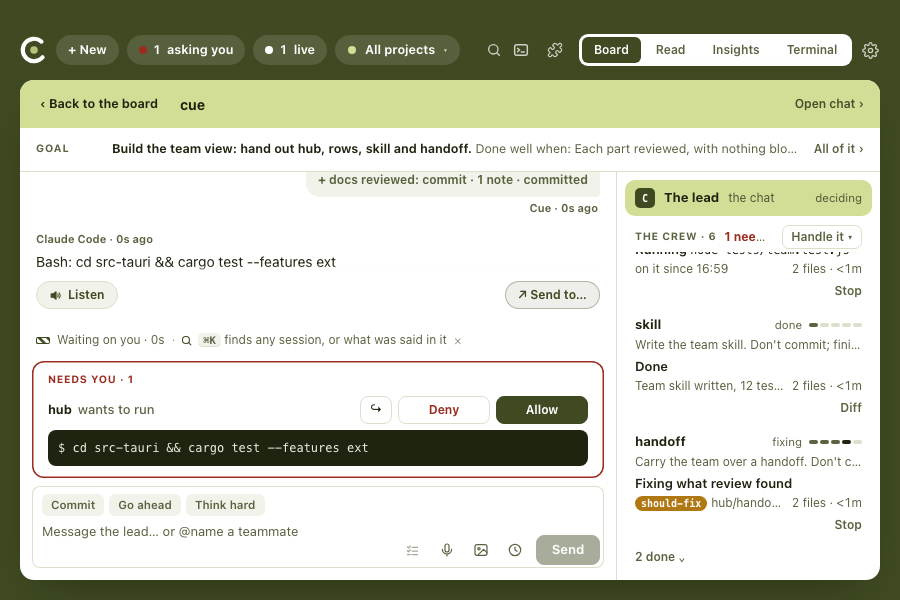 + New
1 asking you
1 live
All projects
Board
Read
Insights
Terminal
‹ Back to the board
cue
Open chat ›
GOAL
Build the team view: hand out hub, rows, skill and handoff. Done well when: Each part reviewed, with nothing blo...
All of it ›
+ docs reviewed: commit · 1 note · committed
Cue · 0s ago
Claude Code · 0s ago
Bash: cd src-tauri && cargo test --features ext
Listen
↗ Send to...
Waiting on you · 0s · ⌘K finds any session, or what was said in it ×
NEEDS YOU · 1
hub wants to run
Deny
Allow
$ cd src-tauri && cargo test --features ext
Commit
Go ahead
Think hard
Message the lead... or @name a teammate
Send
C
The lead
the chat
deciding
THE CREW · 6
1 nee...
Handle it ▾
on it since 16:59
2 files · <1m
Stop
skill
done
Write the team skill. Don't commit; fini...
Done
Team skill written, 12 tes...
2 files · <1m
Diff
handoff
fixing
Carry the team over a handoff. Don't c...
Fixing what review found
should-fix
hub/hando...
2 files · <1m
Stop
2 done ⌄